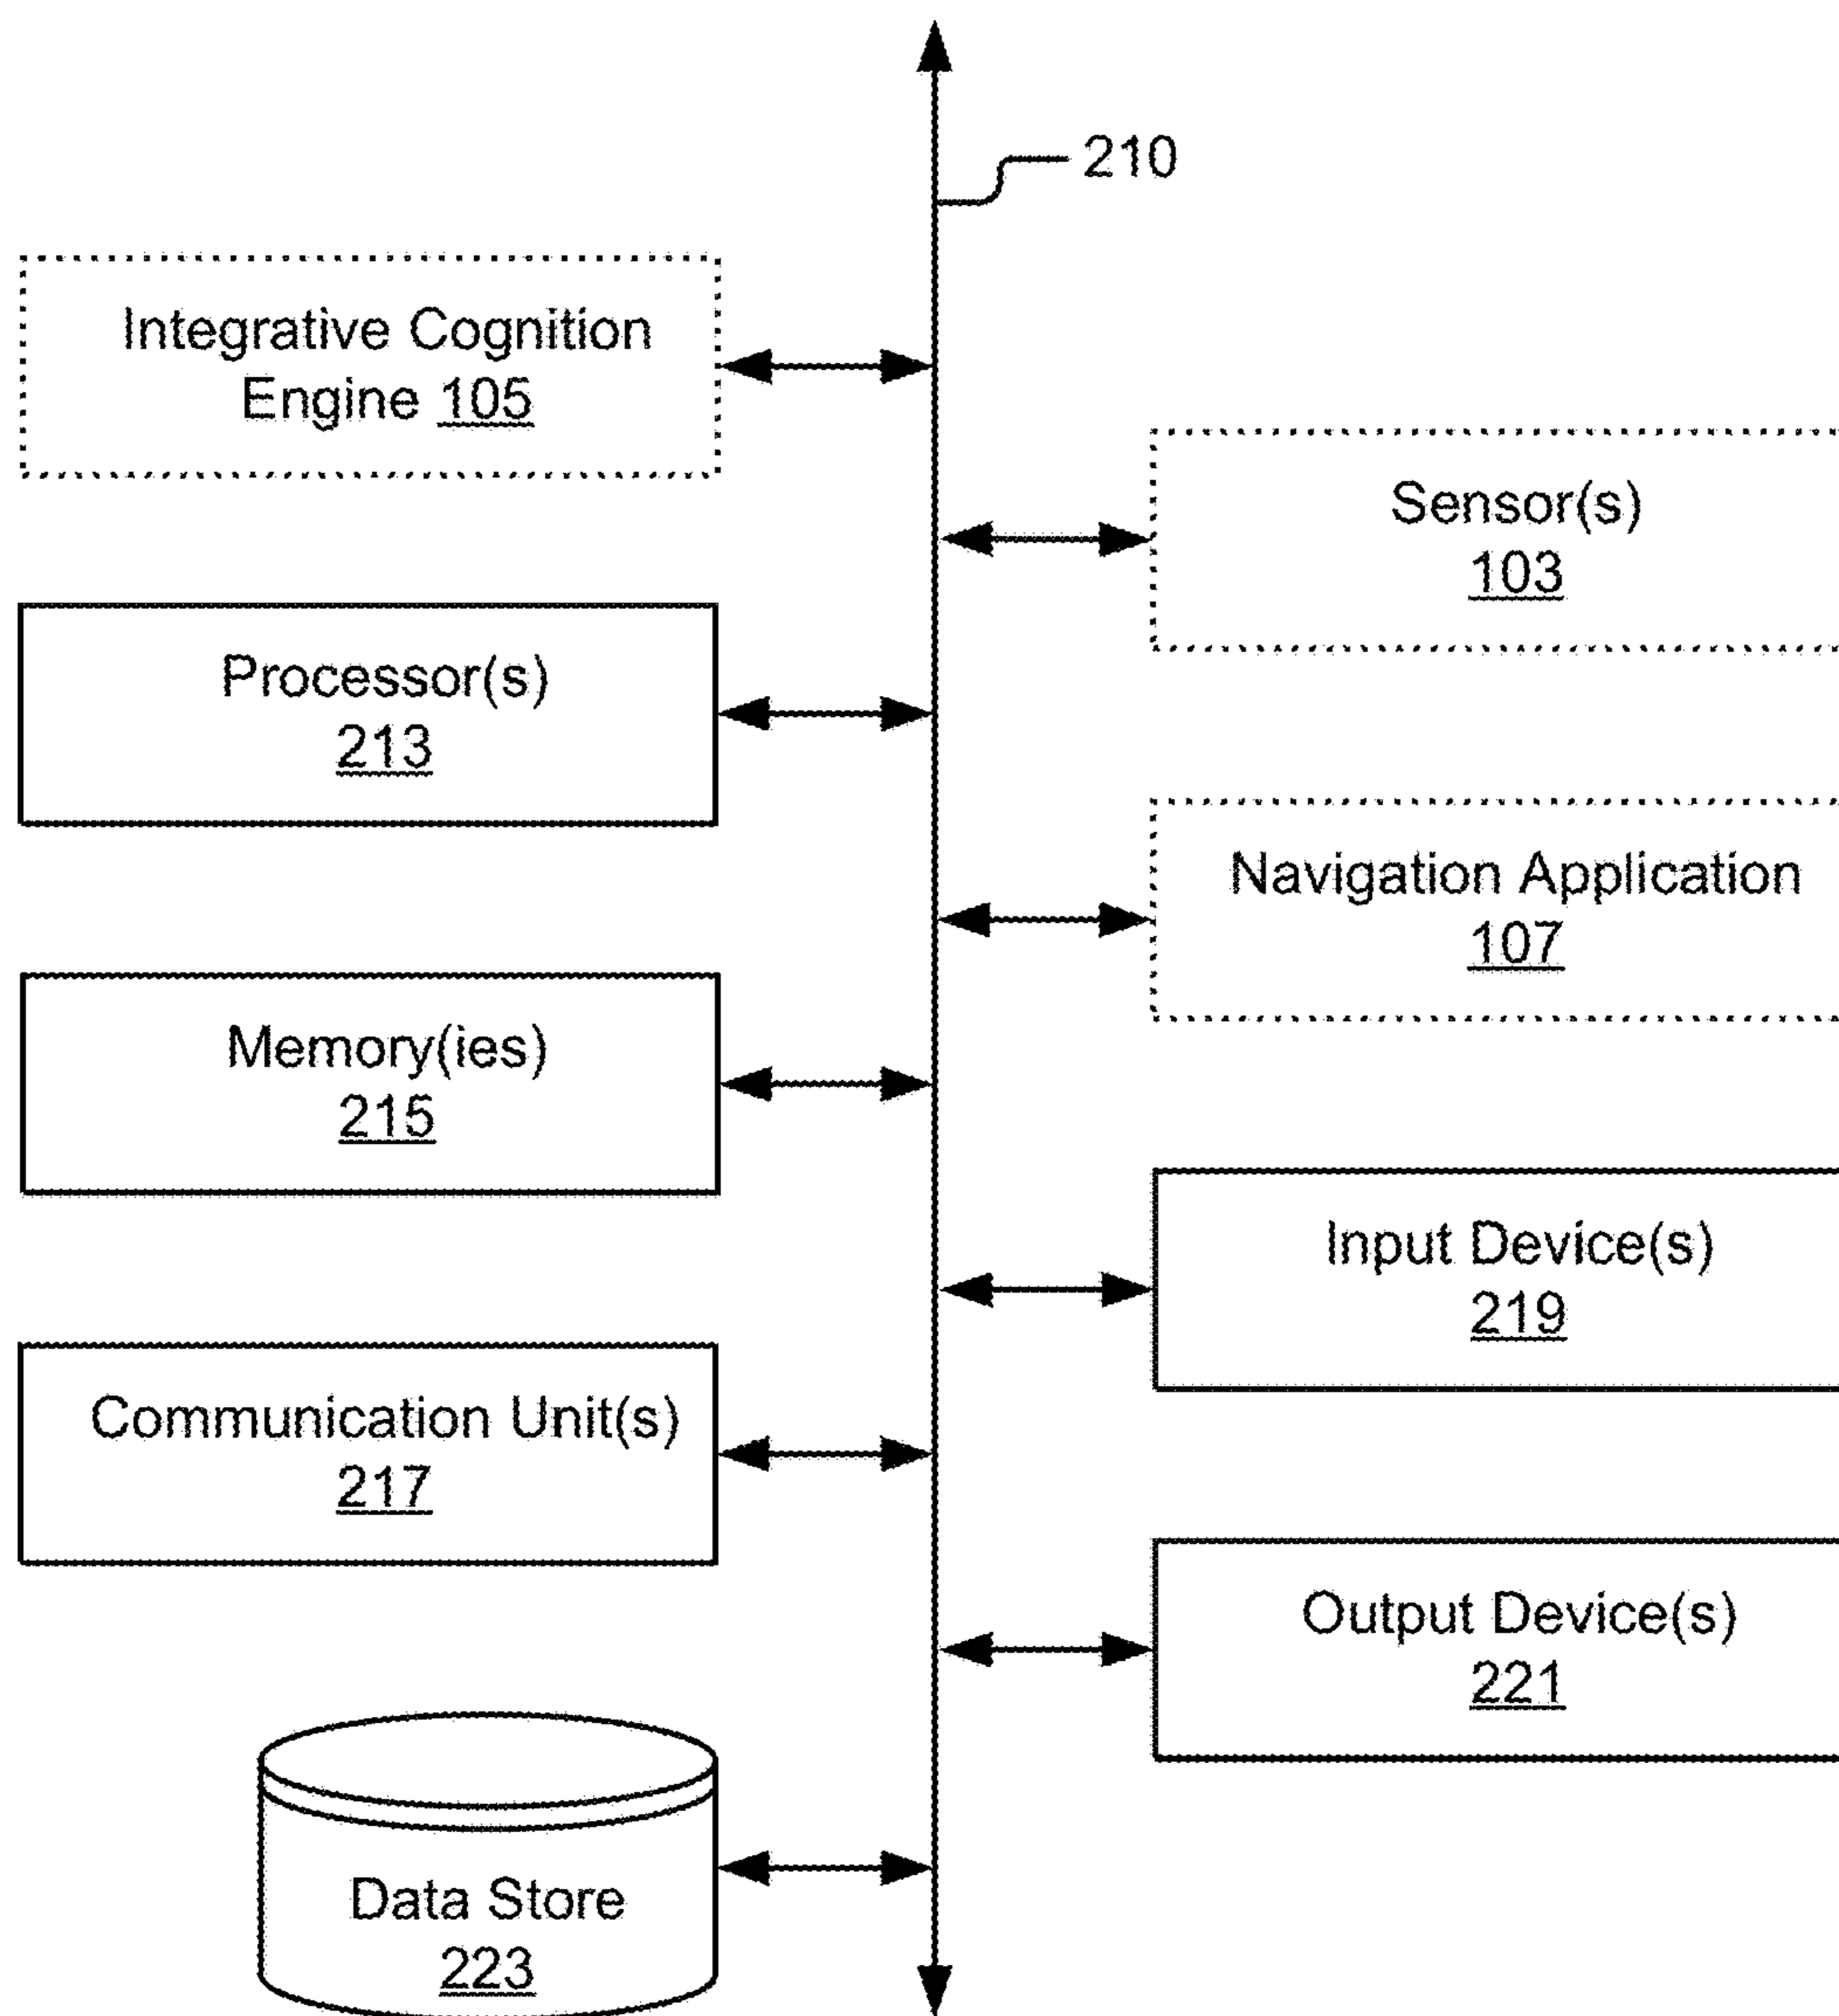 210
Integrative Cognition
Engine 105
Sensor(s)
103
Processor(s)
213
Navigation Application
107
Memory(ies)
215
Input Device(s)
219
Communication Unit(s)
217
Output Device(s)
221
Data Store
223